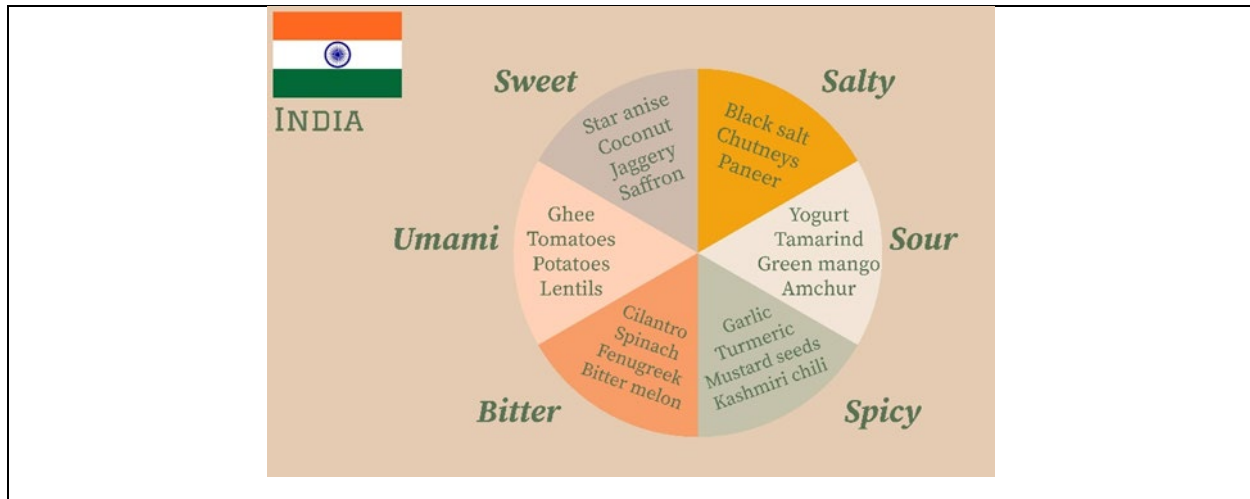 INDIA
Sweet
Star anise
Coconut
Jaggery
Saffron
Salty
Black salt
Chutneys
Paneer
Umami
Ghee
Tomatoes
Potatoes
Lentils
Sour
Yogurt
Tamarind
Green mango
Amchur
Bitter
Cilantro
Spinach
Fenugreek
Bitter melon
Spicy
Garlic
Turmeric
Mustard seeds
Kashmiri chili